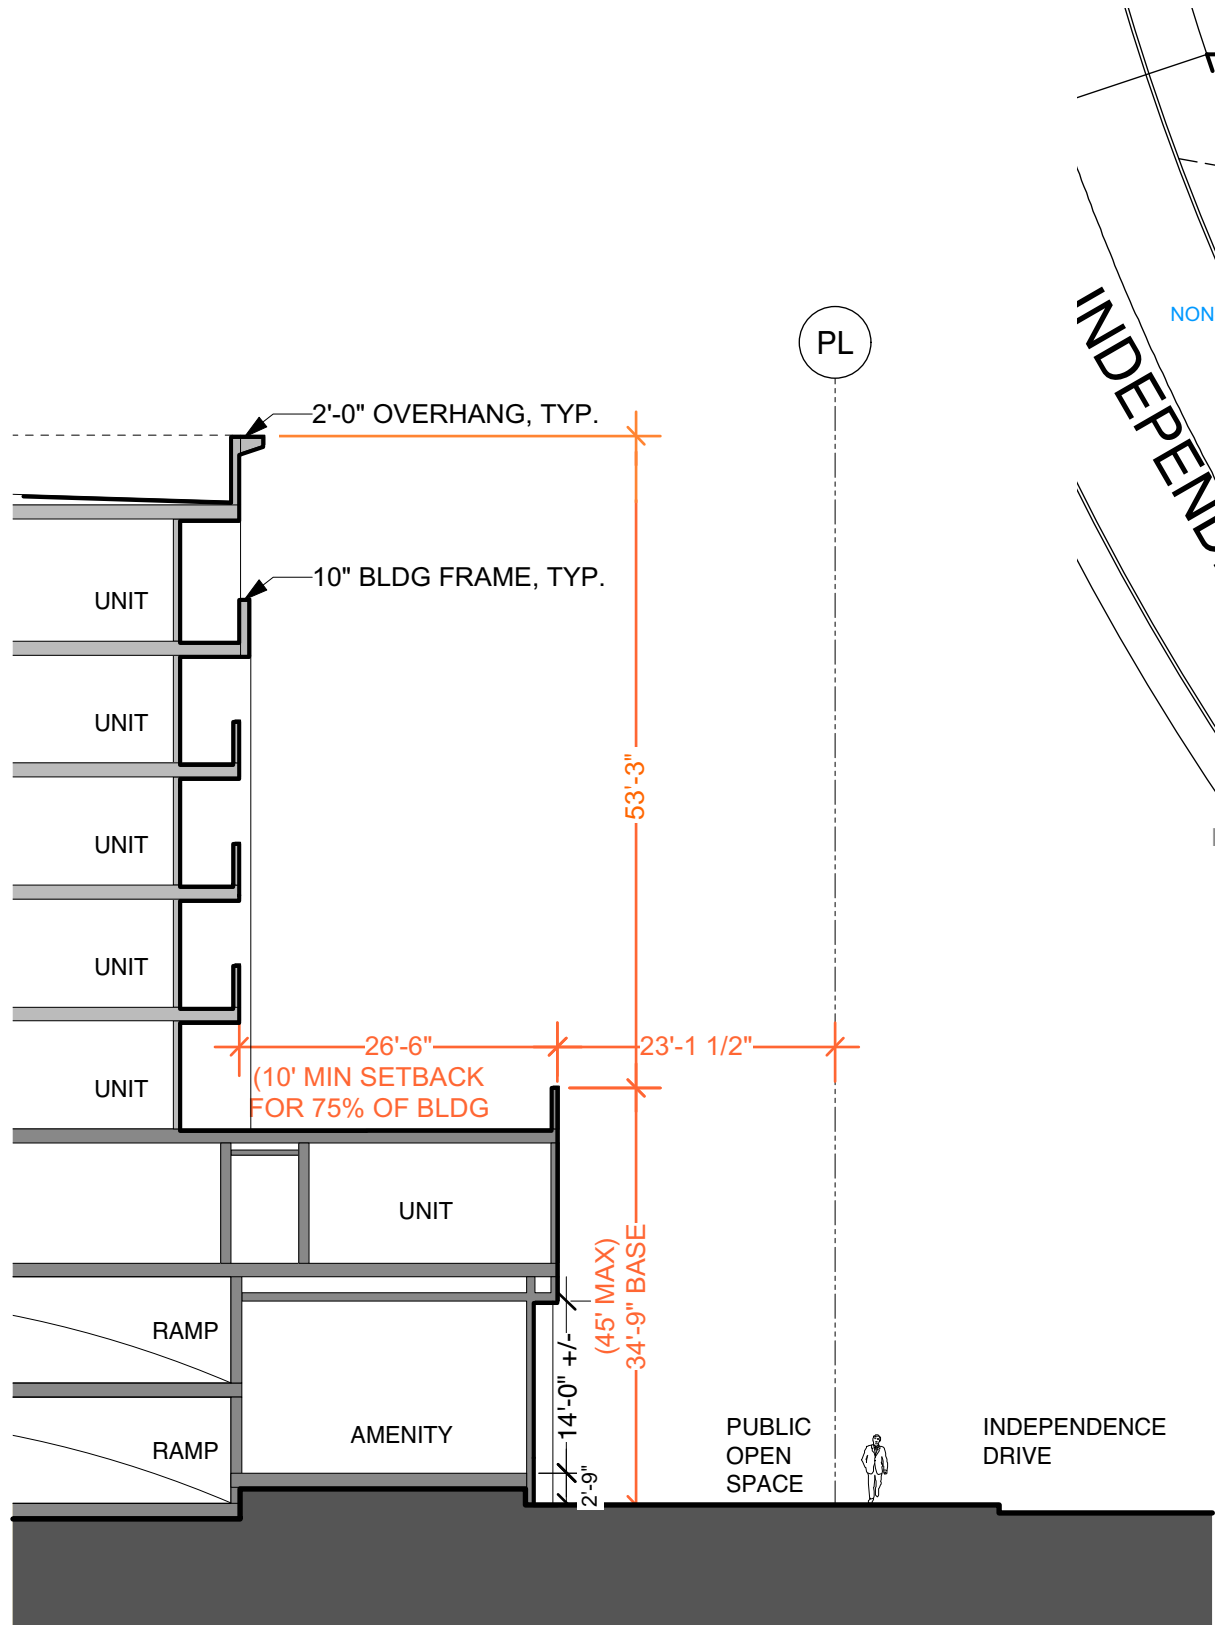 PL
NON
INDEPEND
2'-0" OVERHANG, TYP.
10" BLDG FRAME, TYP.
UNIT
UNIT
53'-3"
UNIT
UNIT
26'-6"
23'-1 1/2"
(10' MIN SETBACK
FOR 75% OF BLDG
UNIT
UNIT
(45' MAX)
34'-9" BASE
RAMP
14'-0" +/-
AMENITY
RAMP
2'-9"
PUBLIC
OPEN
SPACE
INDEPENDENCE
DRIVE